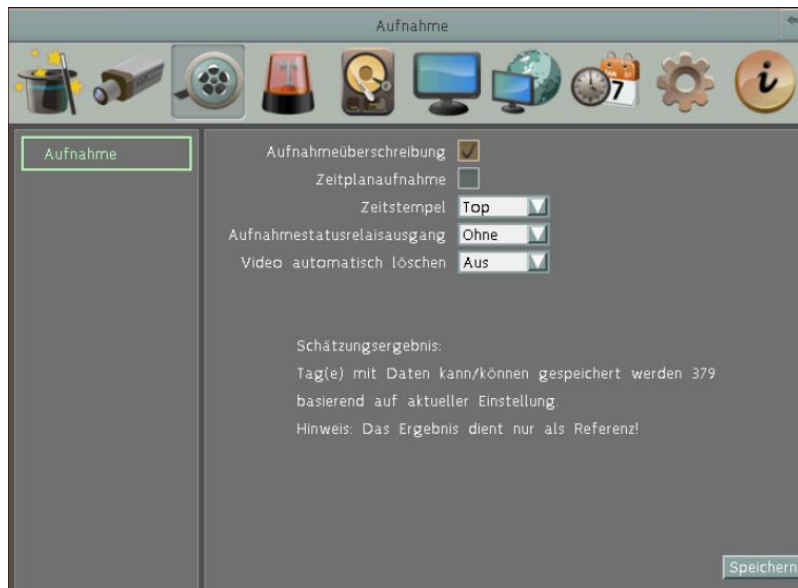 Aufnahme
7
i
Aufnahme
Aufnahmeüberschreibung
Zeitplanaufnahme
Zeitstempel Top
Aufnahmestatusrelaisausgang Ohne
Video automatisch löschen Aus
Schätzungsergebnis:
Tag(e) mit Daten kann/können gespeichert werden 379
basierend auf aktueller Einstellung.
Hinweis: Das Ergebnis dient nur als Referenz!
Speichern